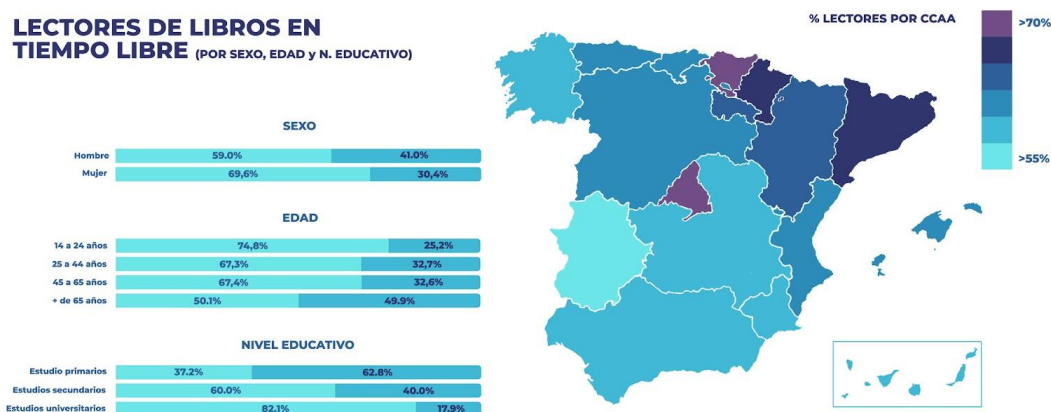 LECTORES DE LIBROS EN
TIEMPO LIBRE (POR SEXO, EDAD y N. EDUCATIVO)
SEXO
Hombre 59.0% 41.0%
Mujer 69,6% 30,4%
EDAD
14 a 24 años 74,8% 25,2%
25 a 44 años 67,3% 32,7%
45 a 65 años 67,4% 32,6%
+ de 65 años 50.1% 49.9%
NIVEL EDUCATIVO
Estudio primarios 37.2% 62.8%
Estudios secundarios 60.0% 40.0%
Estudios universitarios 82.1% 17.9%
% LECTORES POR CCAA
>70%
>55%